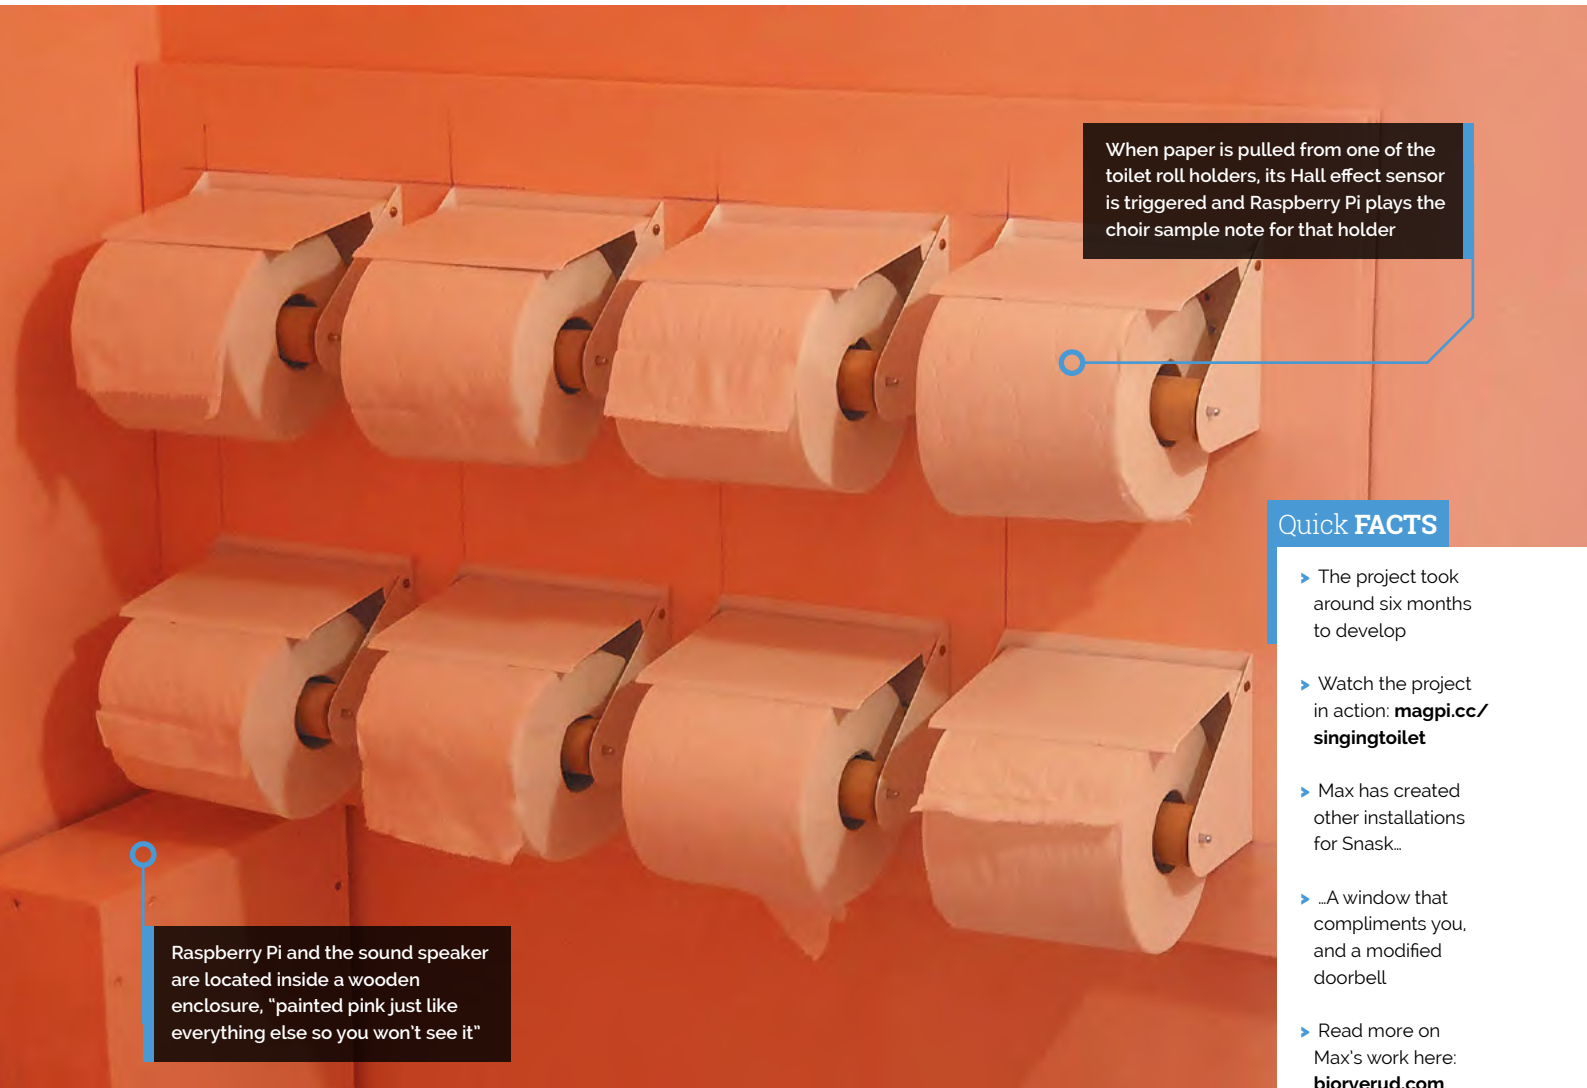 When paper is pulled from one of the
toilet roll holders, its Hall effect sensor
is triggered and Raspberry Pi plays the
choir sample note for that holder
Quick FACTS
> The project took
around six months
to develop
> Watch the project
in action: magpi.cc/
singingtoilet
> Max has created
other installations
for Snask…
> …A window that
compliments you,
and a modified
doorbell
> Read more on
Max's work here:
bjorverud.com
Raspberry Pi and the sound speaker
are located inside a wooden
enclosure, “painted pink just like
everything else so you won't see it”